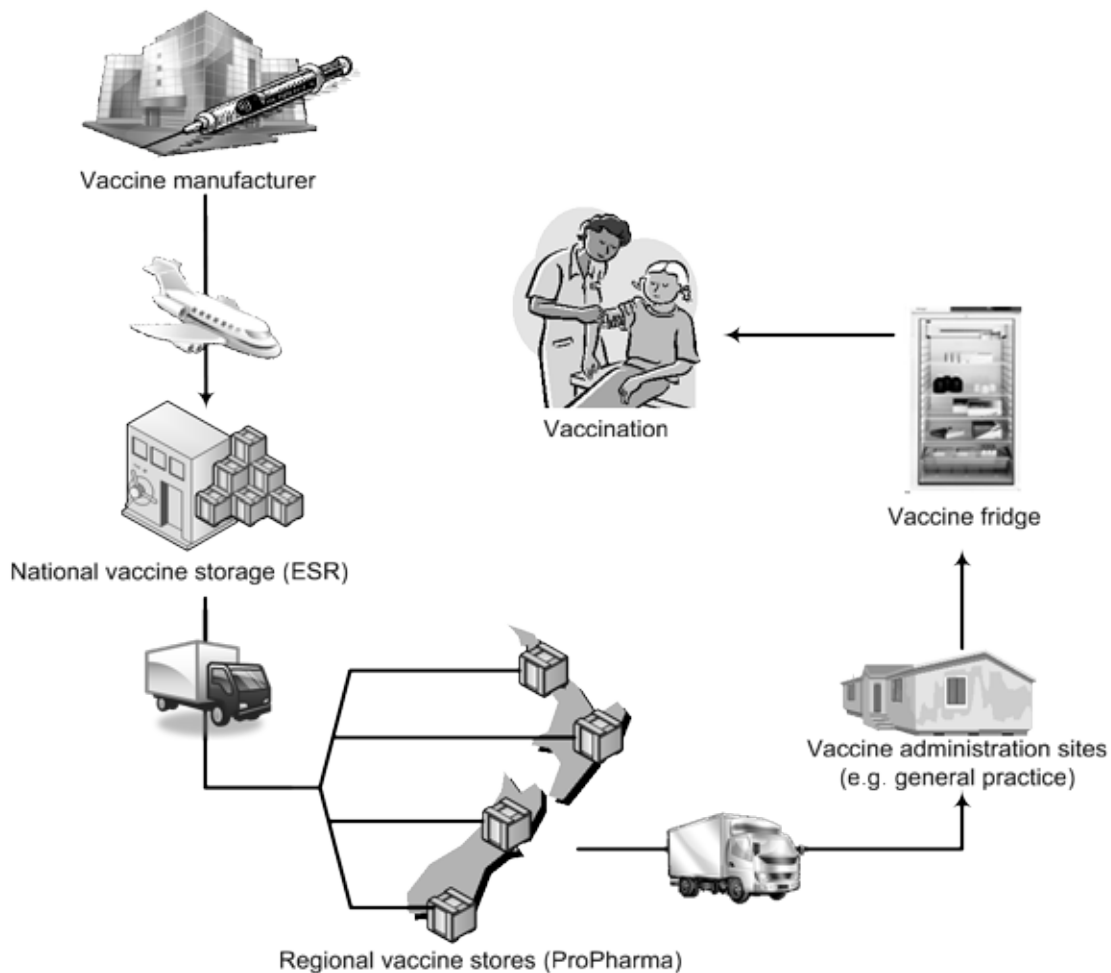 Vaccine manufacturer
National vaccine storage (ESR)
Regional vaccine stores (ProPharma)
Vaccine administration sites
(e.g. general practice)
Vaccine fridge
Vaccination